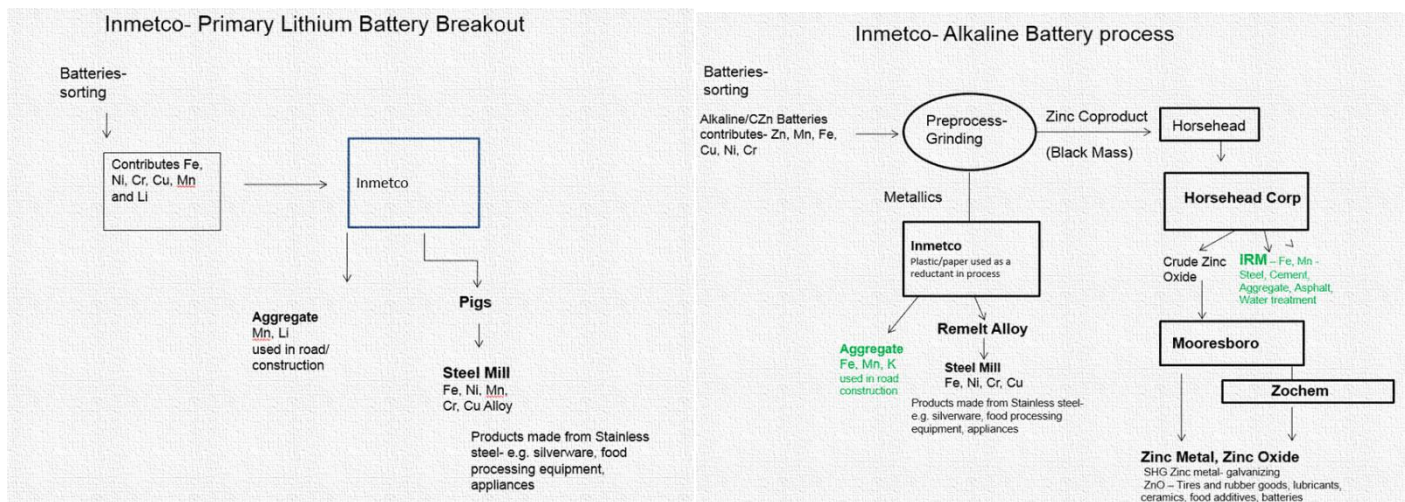 Inmetco- Primary Lithium Battery Breakout
Batteries-
sorting
Contributes Fe,
Ni, Cr, Cu, Mn
and Li
Inmetco
Aggregate
Mn, Li
used in road/
construction
Pigs
Steel Mill
Fe, Ni, Mn,
Cr, Cu Alloy
Products made from Stainless
steel- e.g. silverware, food
processing equipment,
appliances
Inmetco- Alkaline Battery process
Batteries-
sorting
Alkaline/CZn Batteries
contributes- Zn, Mn, Fe,
Cu, Ni, Cr
Preprocess-
Grinding
Zinc Coproduct
(Black Mass)
Horsehead
Metallics
Inmetco
Plastic/paper used as a
reductant in process
Horsehead Corp
Crude Zinc
Oxide
IRM – Fe, Mn -
Steel, Cement,
Aggregate, Asphalt,
Water treatment
Aggregate
Fe, Mn, K
used in road
construction
Remelt Alloy
Steel Mill
Fe, Ni, Cr, Cu
Products made from Stainless steel-
e.g. silverware, food processing
equipment, appliances
Mooresboro
Zochem
Zinc Metal, Zinc Oxide
SHG Zinc metal- galvanizing
ZnO – Tires and rubber goods, lubricants,
ceramics, food additives, batteries